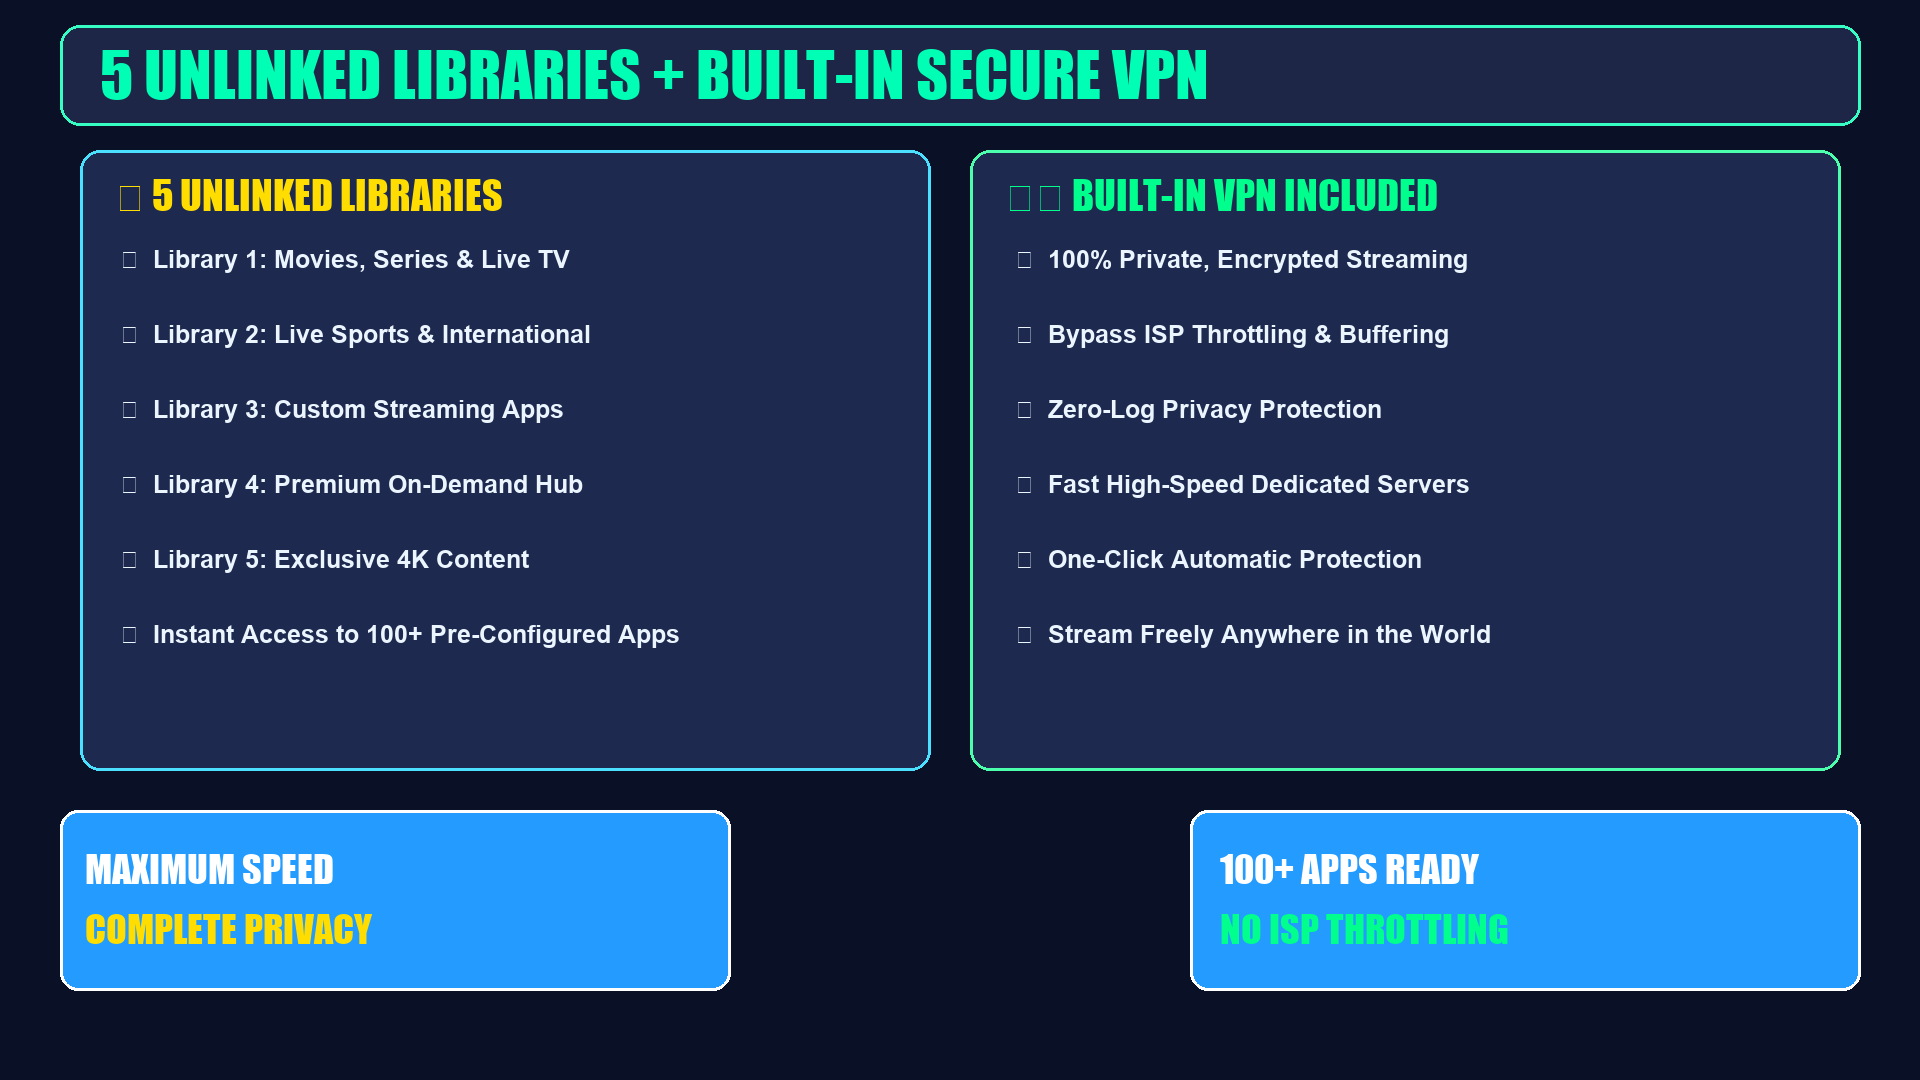 5 UNLINKED LIBRARIES + BUILT-IN SECURE VPN
5 UNLINKED LIBRARIES
Library 1: Movies, Series & Live TV
Library 2: Live Sports & International
Library 3: Custom Streaming Apps
Library 4: Premium On-Demand Hub
Library 5: Exclusive 4K Content
Instant Access to 100+ Pre-Configured Apps
BUILT-IN VPN INCLUDED
100% Private, Encrypted Streaming
Bypass ISP Throttling & Buffering
Zero-Log Privacy Protection
Fast High-Speed Dedicated Servers
One-Click Automatic Protection
Stream Freely Anywhere in the World
MAXIMUM SPEED
COMPLETE PRIVACY
100+ APPS READY
NO ISP THROTTLING